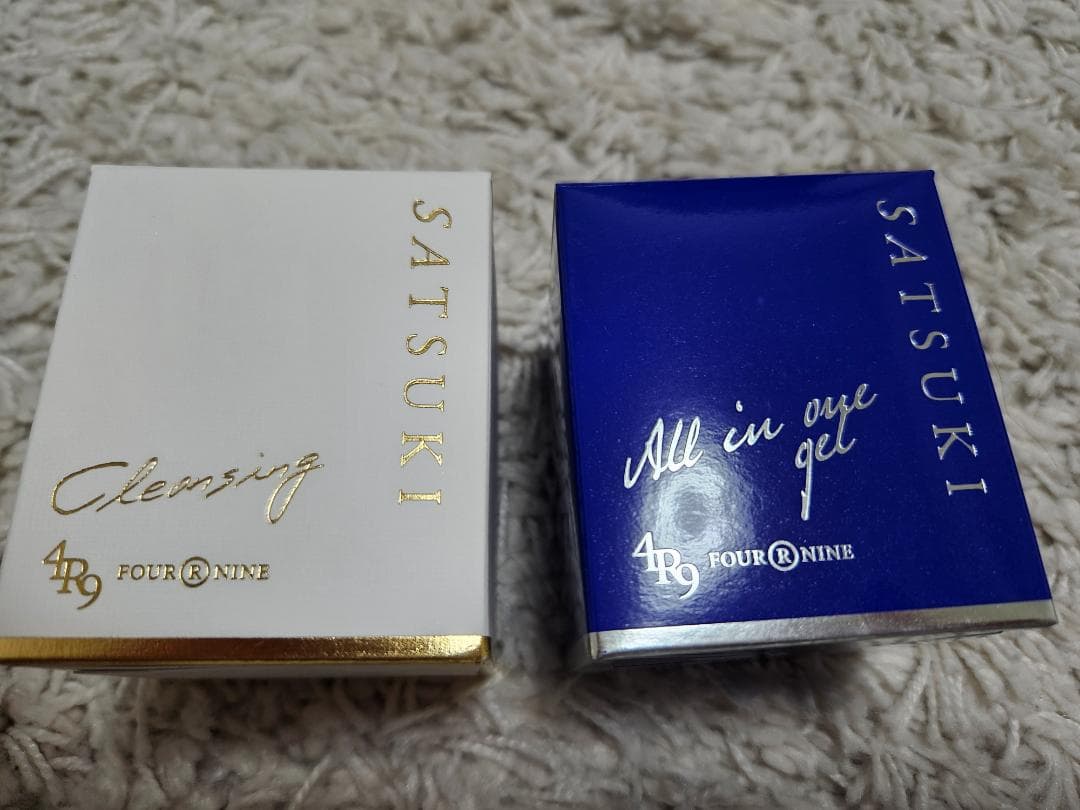 SATSUKI
Cleansing
4R9 FOUR R NINE
SATSUKI
All in one
gel
4R9 FOUR R NINE